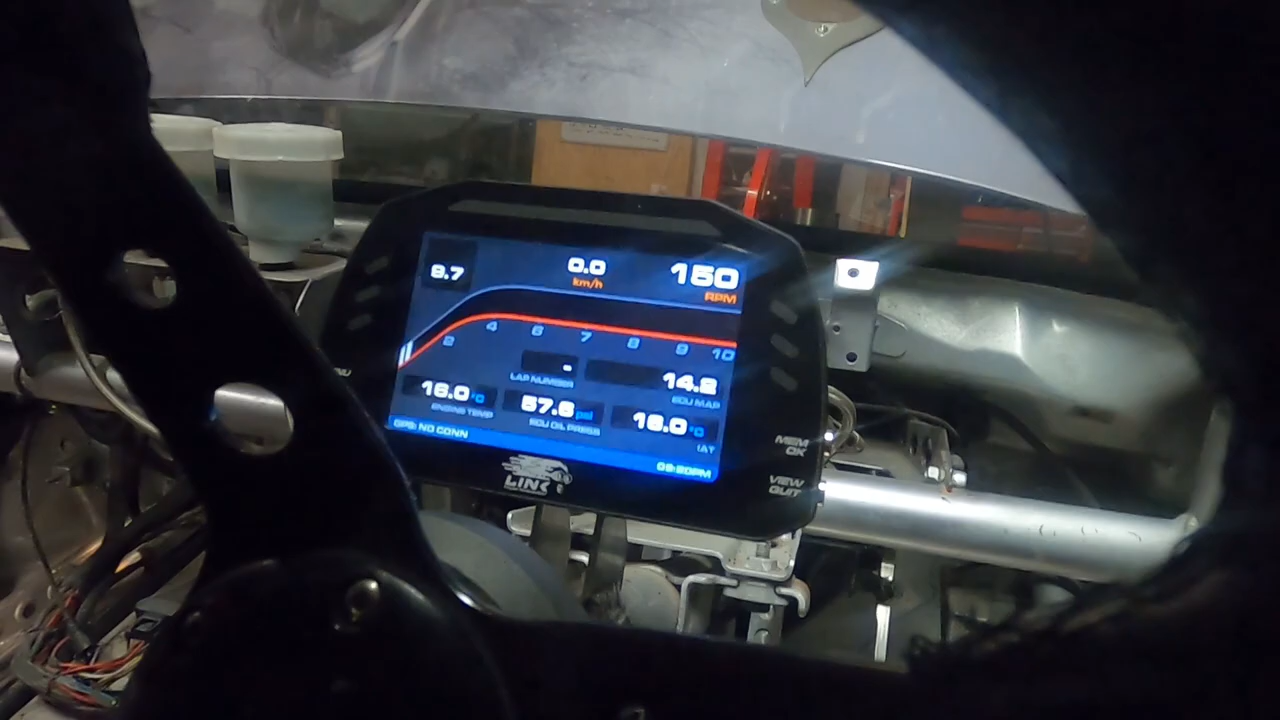 9.7
0.0
km/h
150
RPM
2 4 6 7 8 9 10
-
LAP NUMBER
14.2
ECU MAP
16.0 °C
ENGINE TEMP
57.6 psi
ECU OIL PRESS
16.0 °C
IAT
GPS: NO CONN
09:20PM
LINK
MEM
OK
VIEW
QUIT